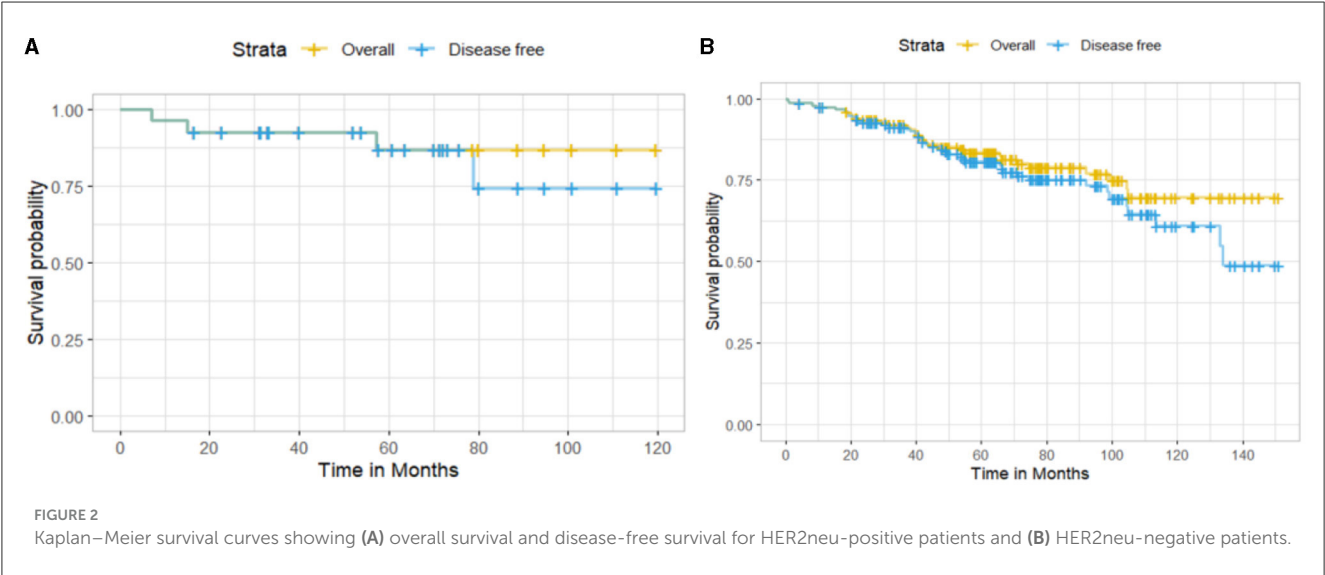 A
Strata Overall Disease free
Survival probability
1.00
0.75
0.50
0.25
0.00
0 20 40 60 80 100 120
Time in Months
B
Strata Overall Disease free
Survival probability
1.00
0.75
0.50
0.25
0.00
0 20 40 60 80 100 120 140
Time in Months
FIGURE 2
Kaplan–Meier survival curves showing (A) overall survival and disease-free survival for HER2neu-positive patients and (B) HER2neu-negative patients.